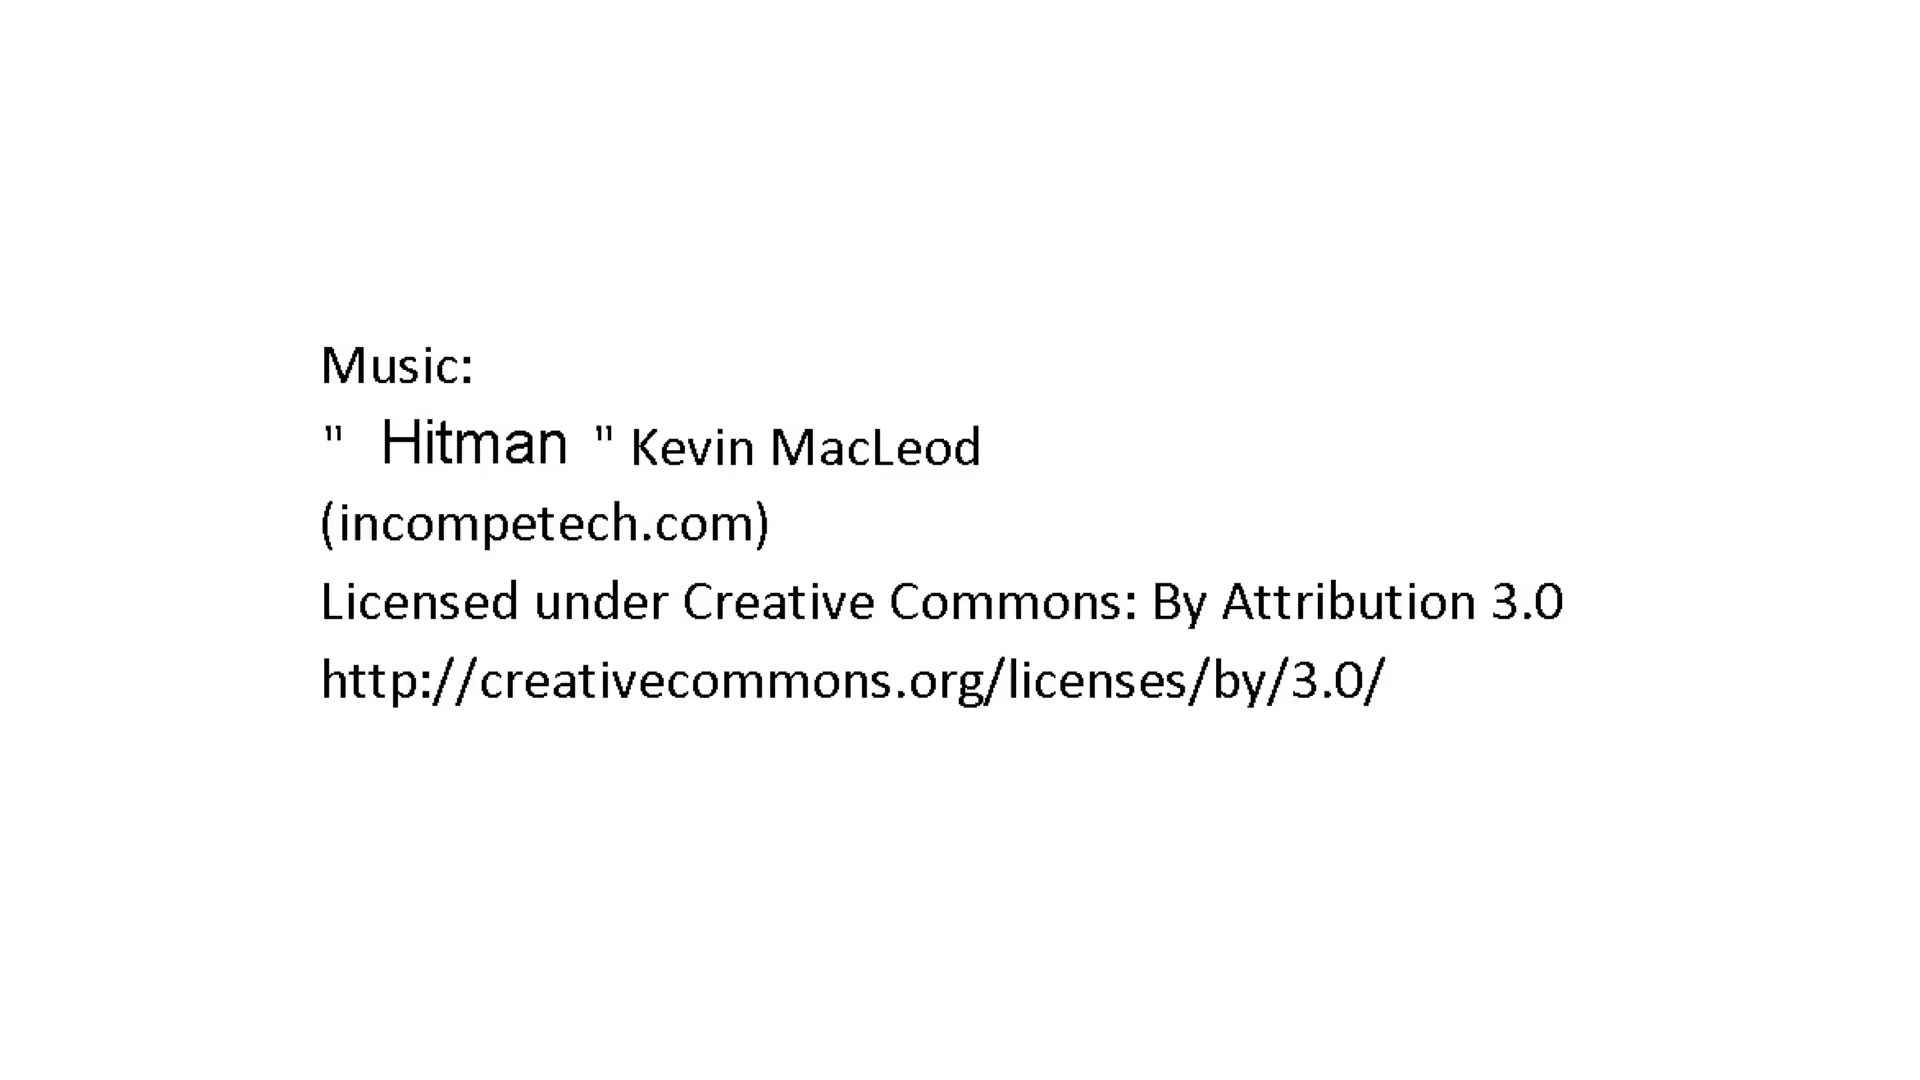 Music:
" Hitman " Kevin MacLeod
(incompetech.com)
Licensed under Creative Commons: By Attribution 3.0
http://creativecommons.org/licenses/by/3.0/